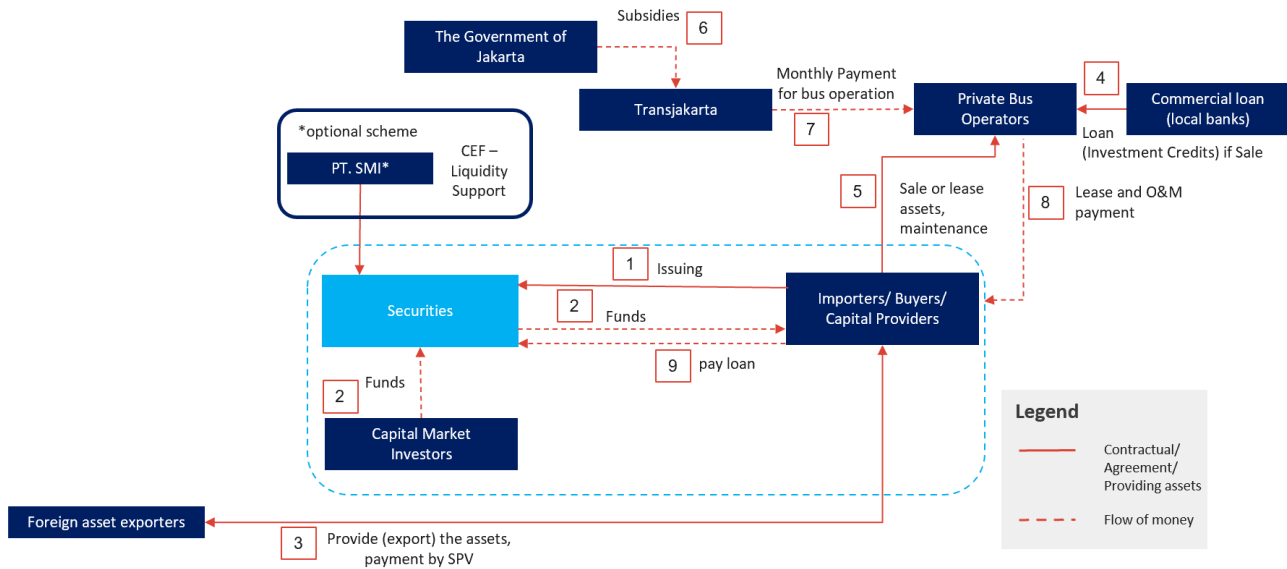 Subsidies
6
The Government of
Jakarta
Transjakarta
Monthly Payment
for bus operation
7
Private Bus
Operators
4
Commercial loan
(local banks)
Loan
(Investment Credits) if Sale
*optional scheme
PT. SMI*
CEF –
Liquidity
Support
5
Sale or lease
assets,
maintenance
8
Lease and O&M
payment
1
Issuing
Securities
2
Funds
Importers/ Buyers/
Capital Providers
9
pay loan
2
Funds
Capital Market
Investors
Legend
Contractual/
Agreement/
Providing assets
Flow of money
Foreign asset exporters
3
Provide (export) the assets,
payment by SPV